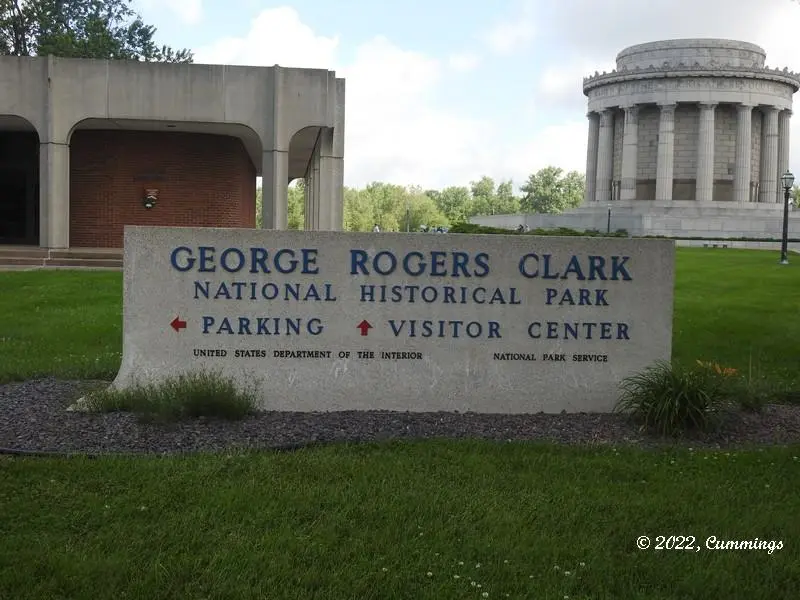 GEORGE ROGERS CLARK
NATIONAL HISTORICAL PARK
← PARKING ↑ VISITOR CENTER
UNITED STATES DEPARTMENT OF THE INTERIOR NATIONAL PARK SERVICE
© 2022, Cummings